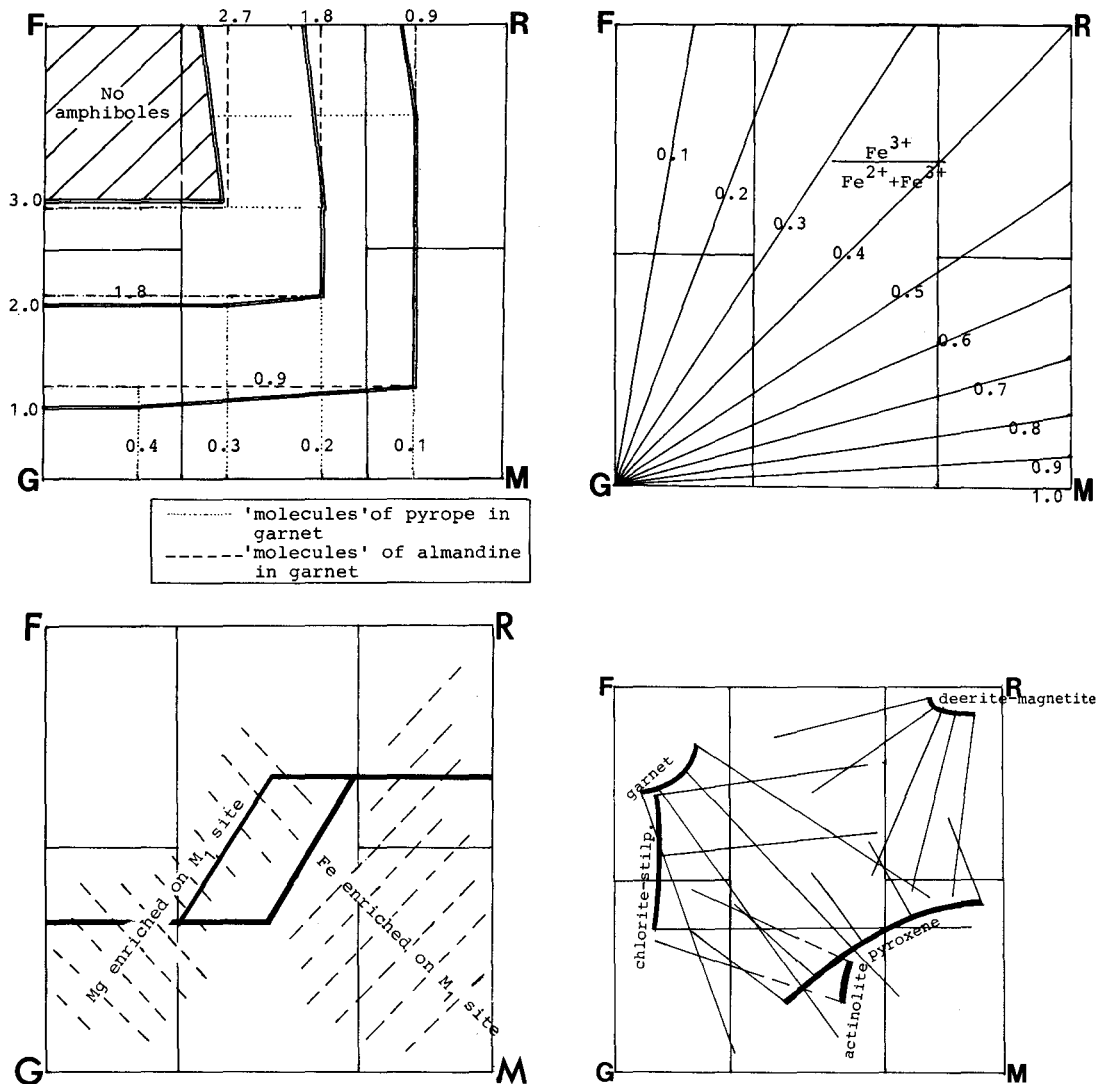 F
2.7
1.8
0.9
R
No
amphiboles
3.0
1.8
2.0
0.9
1.0
0.4
0.3
0.2
0.1
G
M
'molecules' of pyrope in
garnet
'molecules' of almandine
in garnet
F
R
Fe3+
Fe2+ + Fe3+
0.1
0.2
0.3
0.4
0.5
0.6
0.7
0.8
0.9
1.0
G
M
F
R
Mg enriched on M1 site
Fe enriched on M1 site
G
M
F
R
deerite-magnetite
garnet
chlorite-stilp.
pyroxene
actinolite
G
M